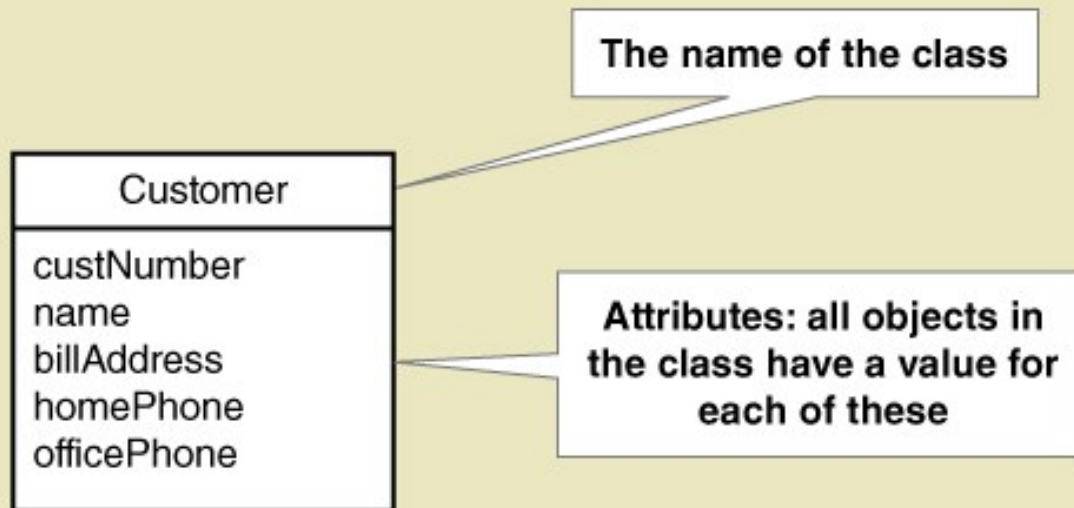 The name of the class
Customer
custNumber
name
billAddress
homePhone
officePhone
Attributes: all objects in
the class have a value for
each of these